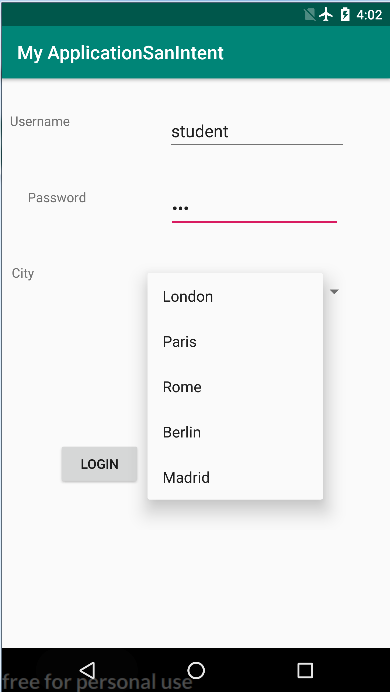 4:02
My ApplicationSanIntent
Username
student
Password
•••
City
London
Paris
Rome
Berlin
LOGIN
Madrid
free for personal use